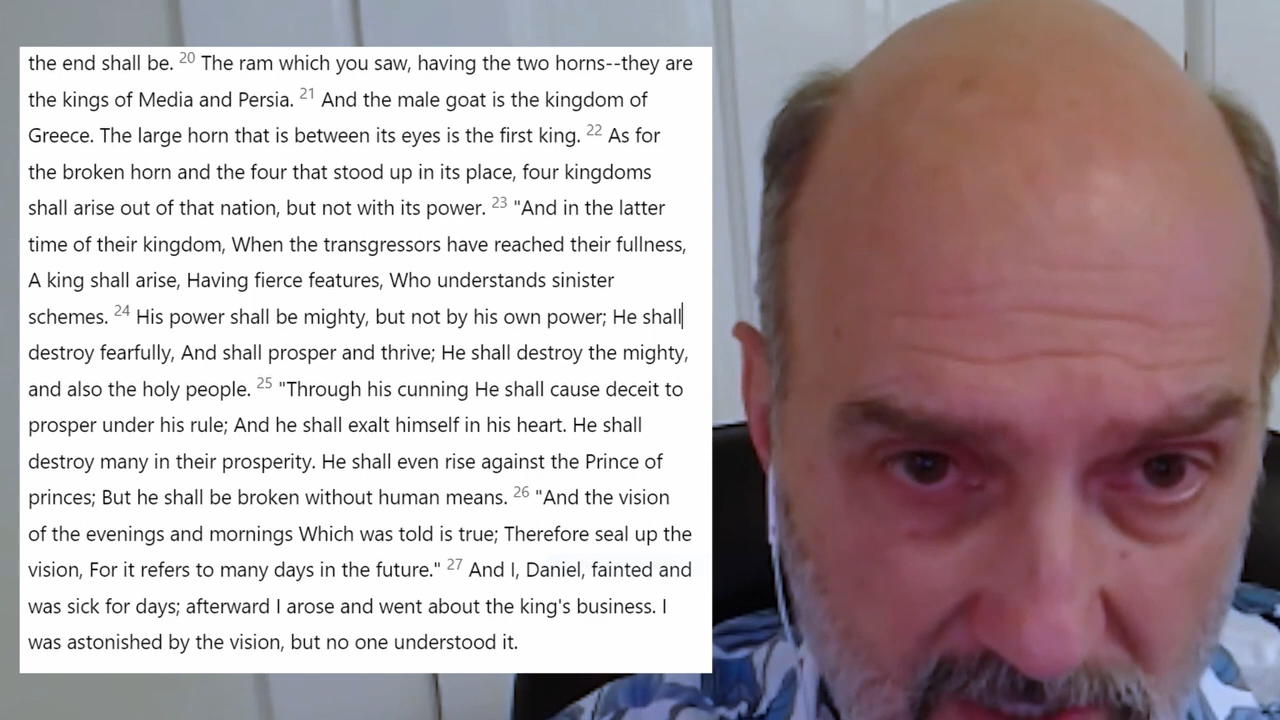 the end shall be. 20 The ram which you saw, having the two horns--they are
the kings of Media and Persia. 21 And the male goat is the kingdom of
Greece. The large horn that is between its eyes is the first king. 22 As for
the broken horn and the four that stood up in its place, four kingdoms
shall arise out of that nation, but not with its power. 23 "And in the latter
time of their kingdom, When the transgressors have reached their fullness,
A king shall arise, Having fierce features, Who understands sinister
schemes. 24 His power shall be mighty, but not by his own power; He shall
destroy fearfully, And shall prosper and thrive; He shall destroy the mighty,
and also the holy people. 25 "Through his cunning He shall cause deceit to
prosper under his rule; And he shall exalt himself in his heart. He shall
destroy many in their prosperity. He shall even rise against the Prince of
princes; But he shall be broken without human means. 26 "And the vision
of the evenings and mornings Which was told is true; Therefore seal up the
vision, For it refers to many days in the future." 27 And I, Daniel, fainted and
was sick for days; afterward I arose and went about the king's business. I
was astonished by the vision, but no one understood it.